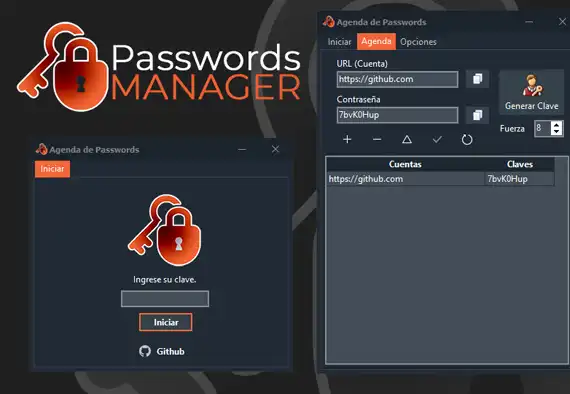 Passwords
MANAGER
Agenda de Passwords
Iniciar
Ingrese su clave.
Iniciar
Github
Agenda de Passwords
Iniciar Agenda Opciones
URL (Cuenta)
https://github.com
Contraseña
7bvK0Hup
Generar Clave
Fuerza 8
Cuentas Claves
https://github.com 7bvK0Hup